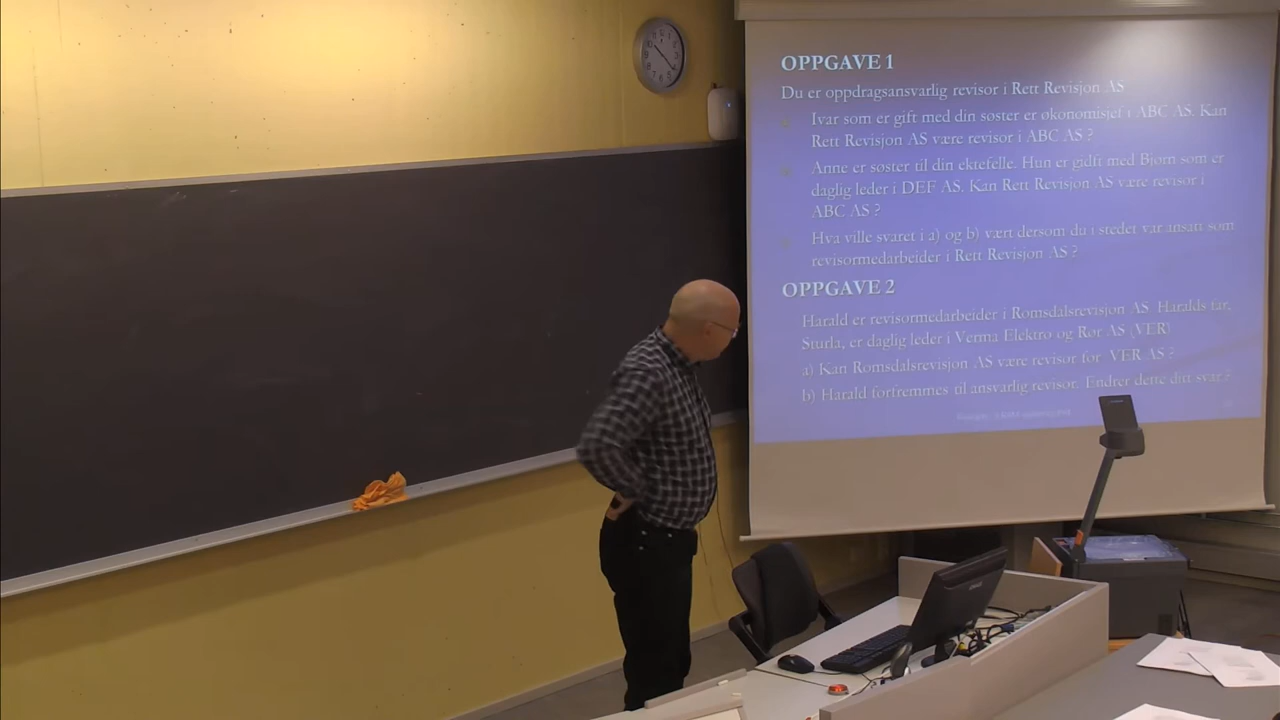 OPPGAVE 1
Du er oppdragsansvarlig revisor i Rett Revisjon AS
Ivar som er gift med din søster er økonomisjef i ABC AS. Kan
Rett Revisjon AS være revisor i ABC AS ?
Anne er søster til din ektefelle. Hun er gidft med Bjørn som er
daglig leder i DEF AS. Kan Rett Revisjon AS være revisor i
ABC AS ?
Hva ville svaret i a) og b) vært dersom du i stedet var ansatt som
revisormedarbeider i Rett Revisjon AS ?
OPPGAVE 2
Harald er revisormedarbeider i Romsdalsrevisjon AS Haralds far,
Sturla, er daglig leder i Verma Elektro og Rør AS (VER)
a) Kan Romsdalsrevisjon AS være revisor for VER AS ?
b) Harald forfremmes til ansvarlig revisor. Endrer dette ditt svar ?